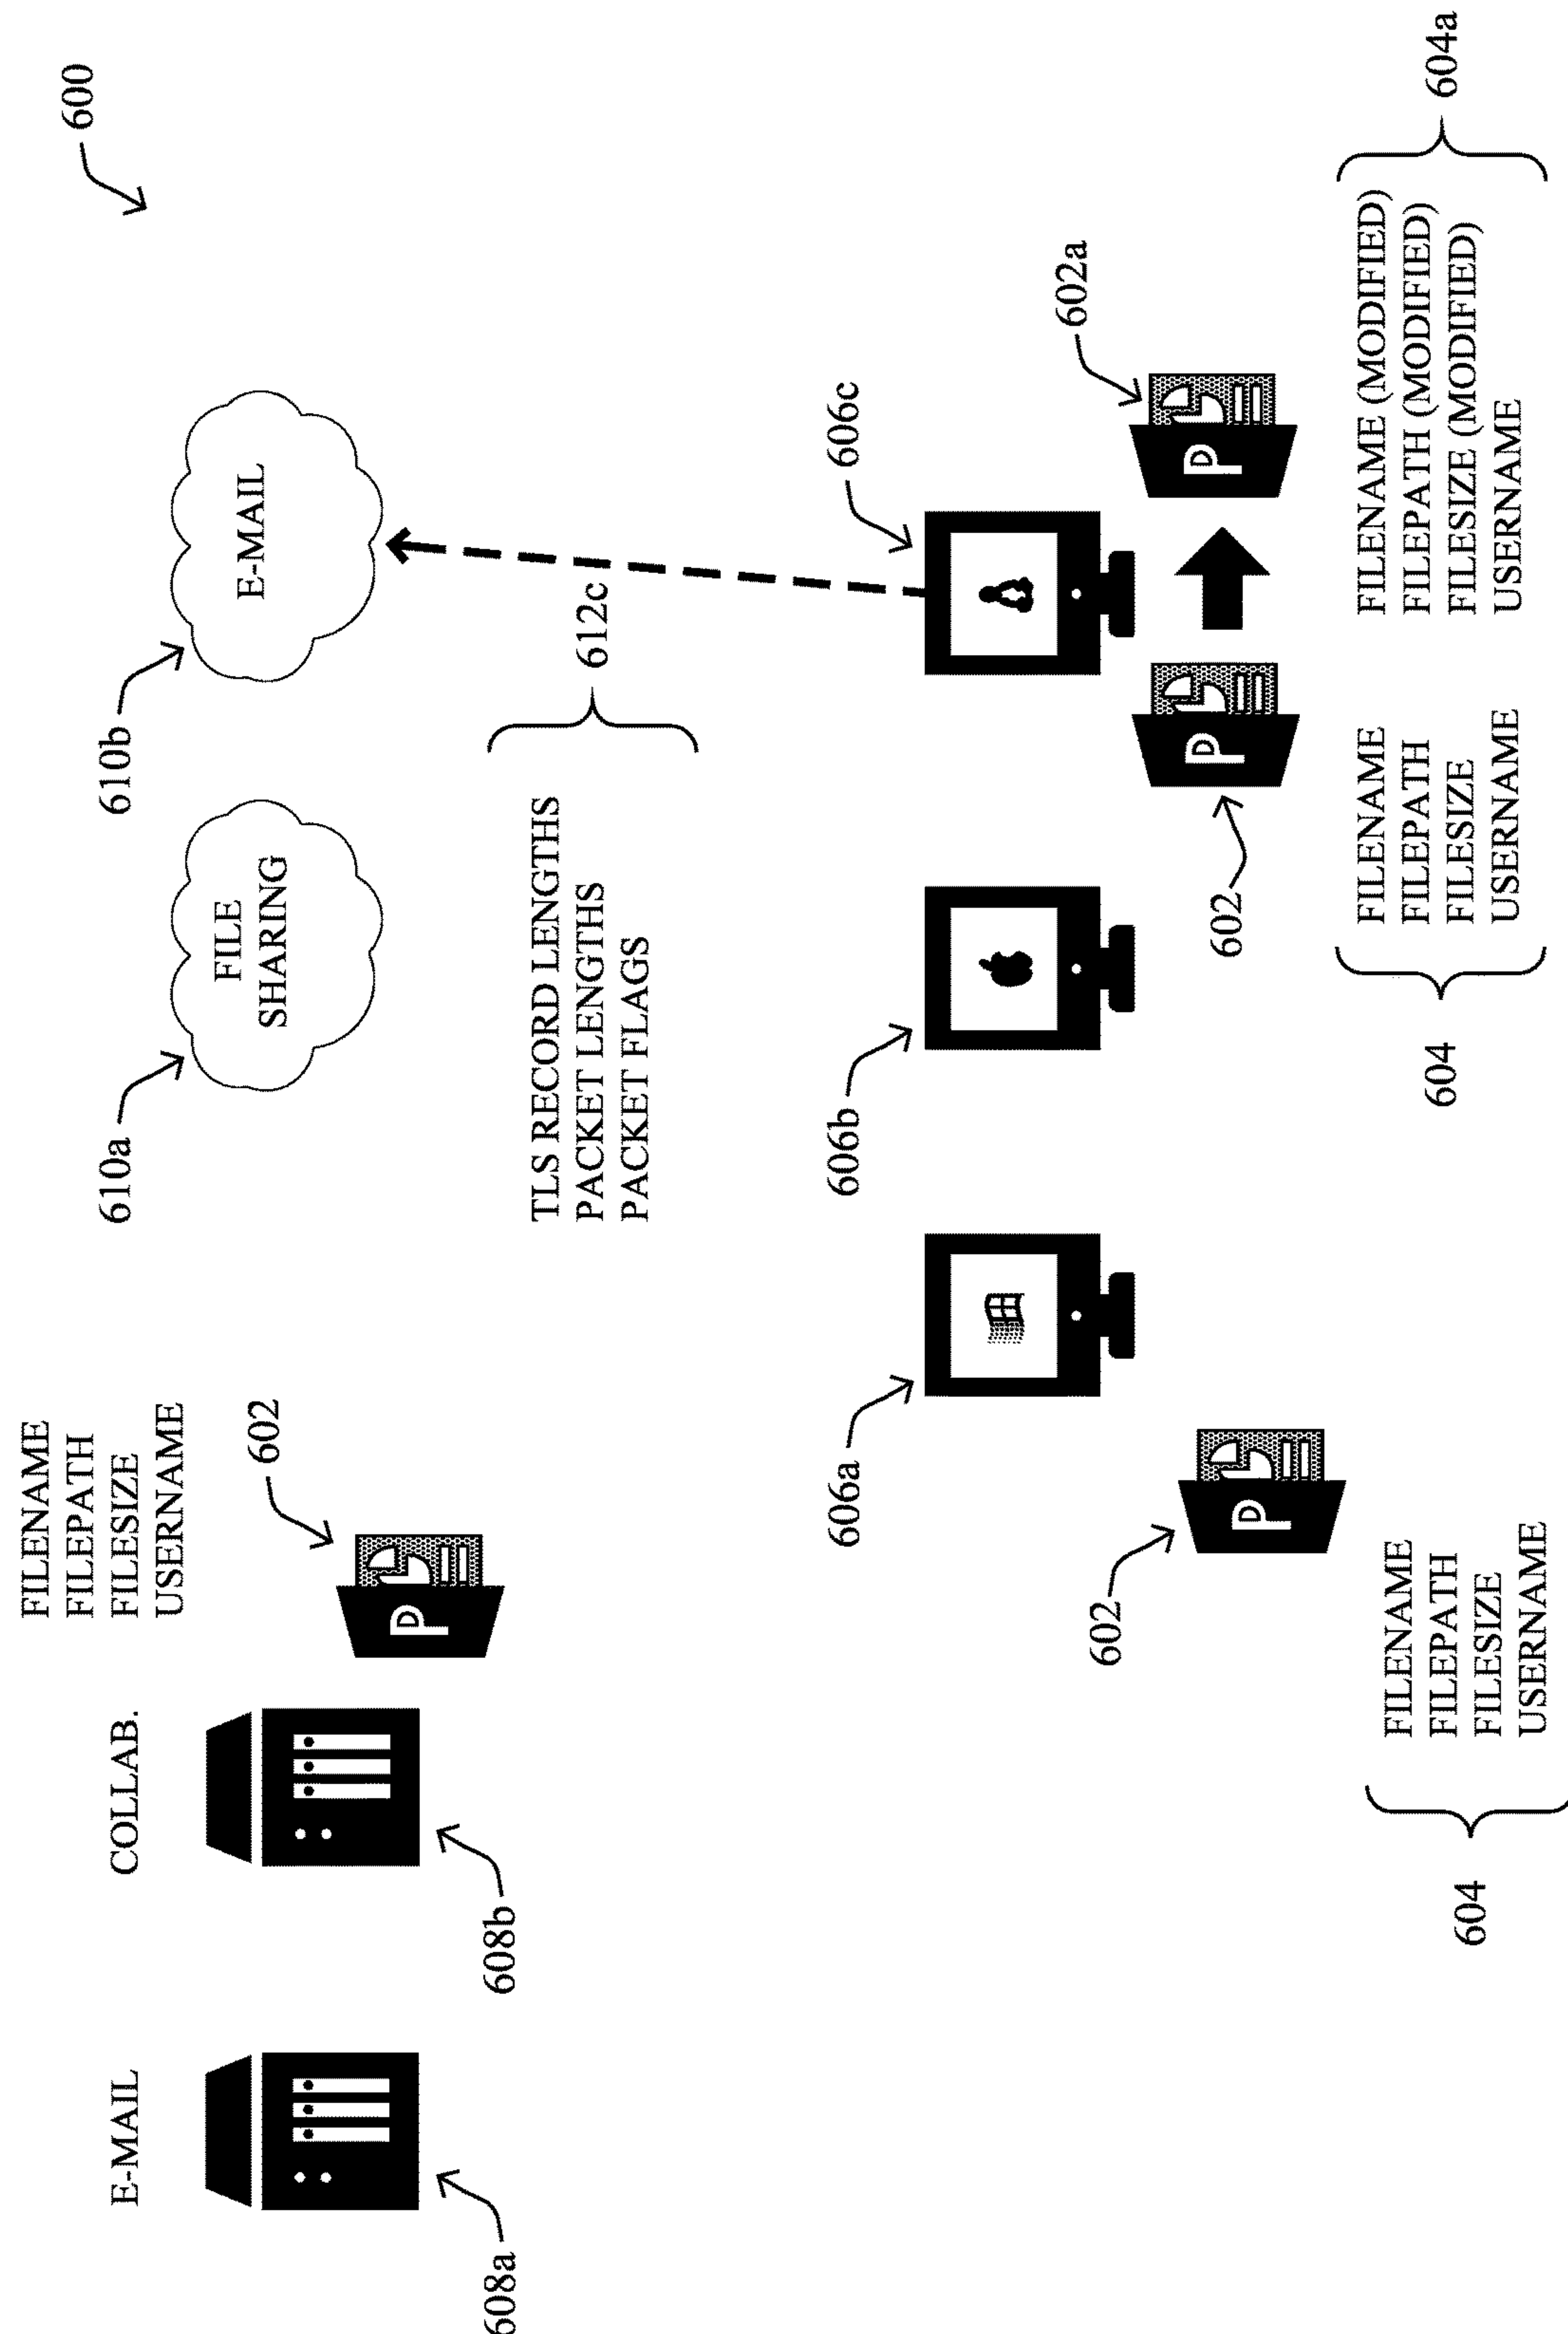 600
E-MAIL
COLLAB.
FILENAME
FILEPATH
FILESIZE
USERNAME
602
608a
608b
610a
FILE
SHARING
610b
E-MAIL
TLS RECORD LENGTHS
PACKET LENGTHS
PACKET FLAGS
612c
606a
606b
606c
602
P
P
602
P
602a
P
604
FILENAME
FILEPATH
FILESIZE
USERNAME
604
FILENAME
FILEPATH
FILESIZE
USERNAME
FILENAME (MODIFIED)
FILEPATH (MODIFIED)
FILESIZE (MODIFIED)
USERNAME
604a